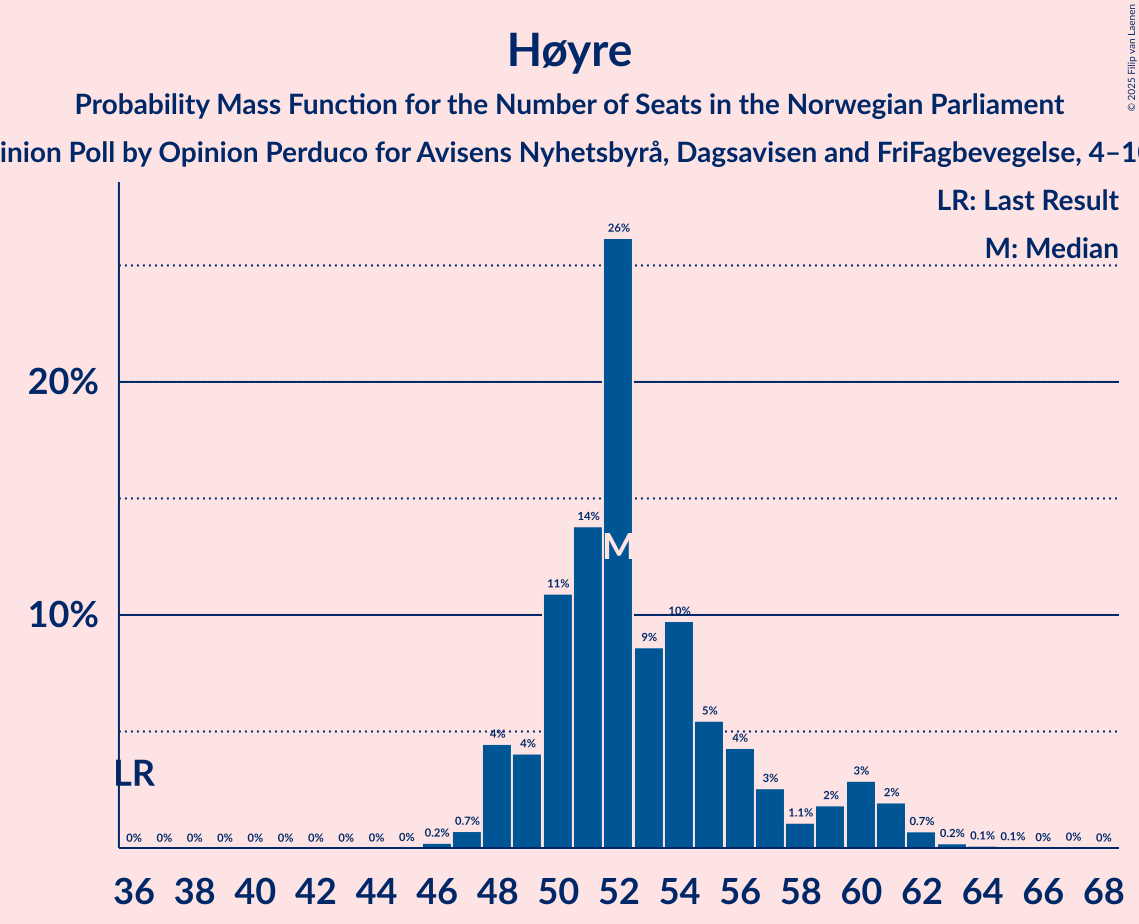 Høyre
Probability Mass Function for the Number of Seats in the Norwegian Parliament
inion Poll by Opinion Perduco for Avisens Nyhetsbyrå, Dagsavisen and FriFagbevegelse, 4–10
© 2025 Filip van Laenen
LR: Last Result
M: Median
26%
20%
14%
M
11%
10%
10%
9%
5%
4%
4%
4%
LR
3%
3%
2%
2%
1.1%
0% 0% 0% 0% 0% 0% 0% 0% 0% 0% 0.2% 0.7% 0.7% 0.2% 0.1% 0.1% 0% 0% 0%
36 38 40 42 44 46 48 50 52 54 56 58 60 62 64 66 68